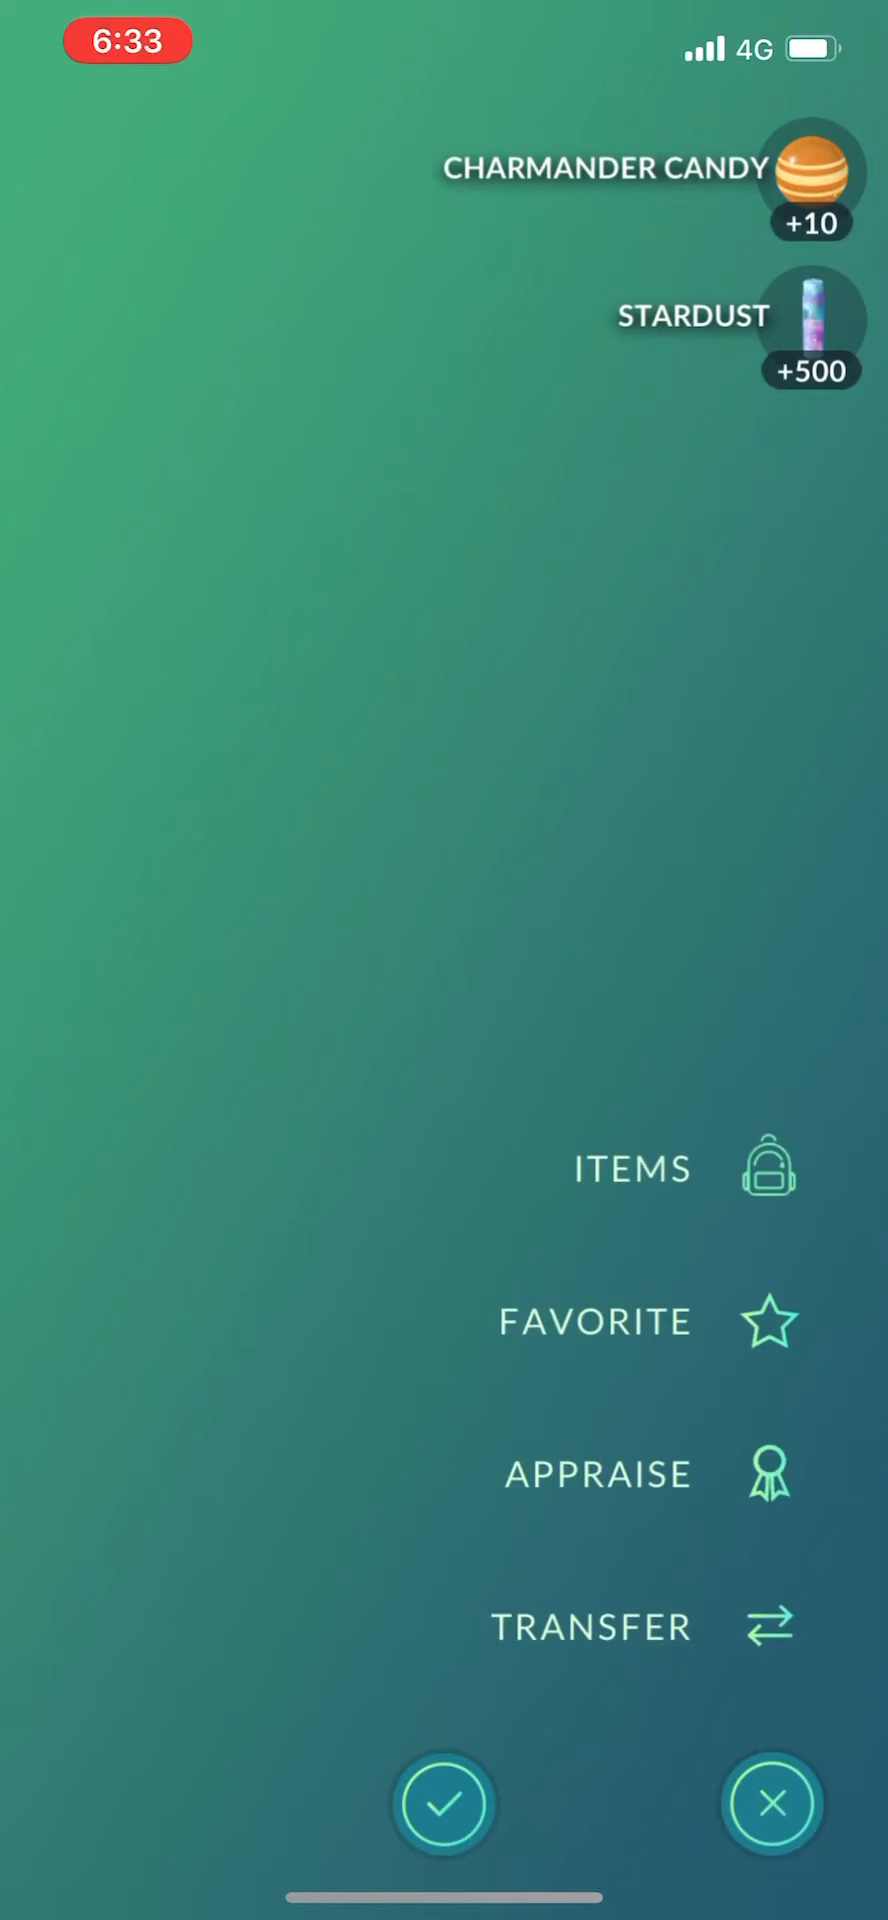 6:33
4G
CHARMANDER CANDY
+10
STARDUST
+500
ITEMS
FAVORITE
APPRAISE
TRANSFER